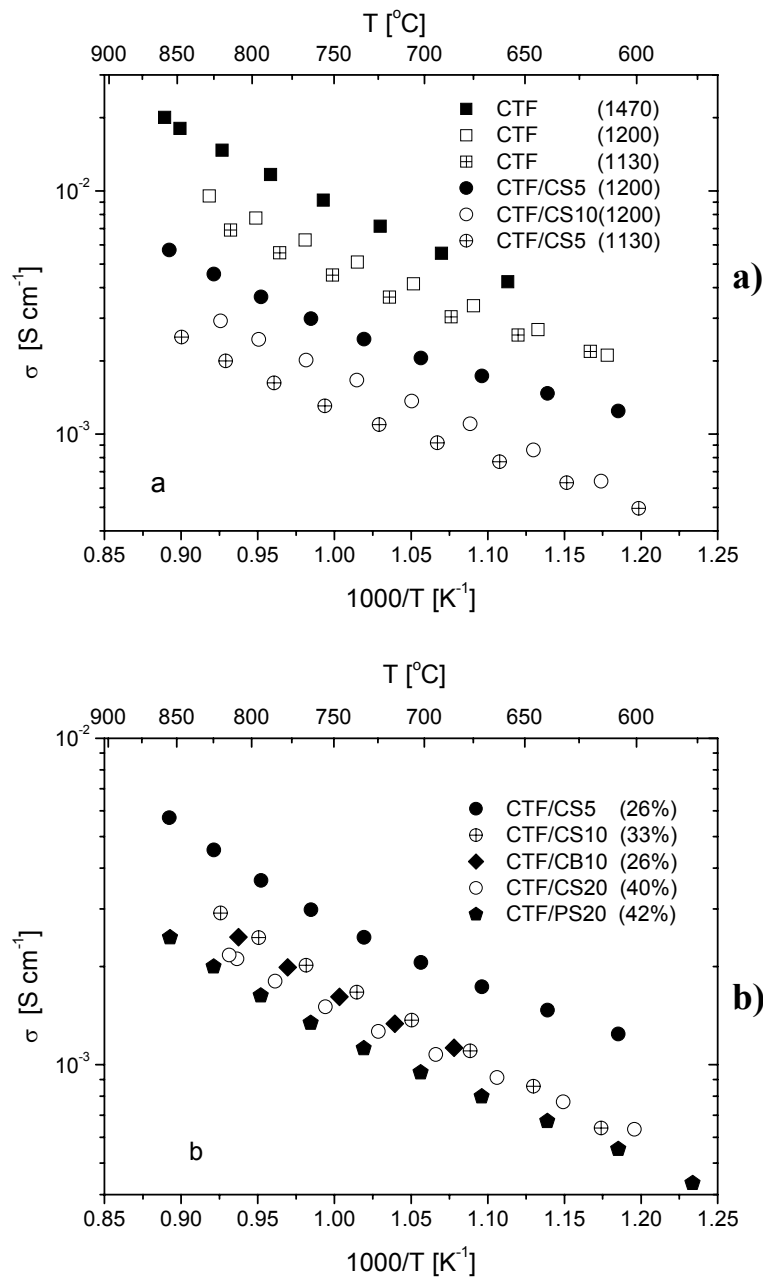 T [°C]
900 850 800 750 700 650 600
CTF (1470)
CTF (1200)
CTF (1130)
CTF/CS5 (1200)
CTF/CS10(1200)
CTF/CS5 (1130)
a)
10⁻²
σ [S cm⁻¹]
10⁻³
a
0.85 0.90 0.95 1.00 1.05 1.10 1.15 1.20 1.25
1000/T [K⁻¹]
T [°C]
900 850 800 750 700 650 600
10⁻²
CTF/CS5 (26%)
CTF/CS10 (33%)
CTF/CB10 (26%)
CTF/CS20 (40%)
CTF/PS20 (42%)
b)
σ [S cm⁻¹]
10⁻³
b
0.85 0.90 0.95 1.00 1.05 1.10 1.15 1.20 1.25
1000/T [K⁻¹]